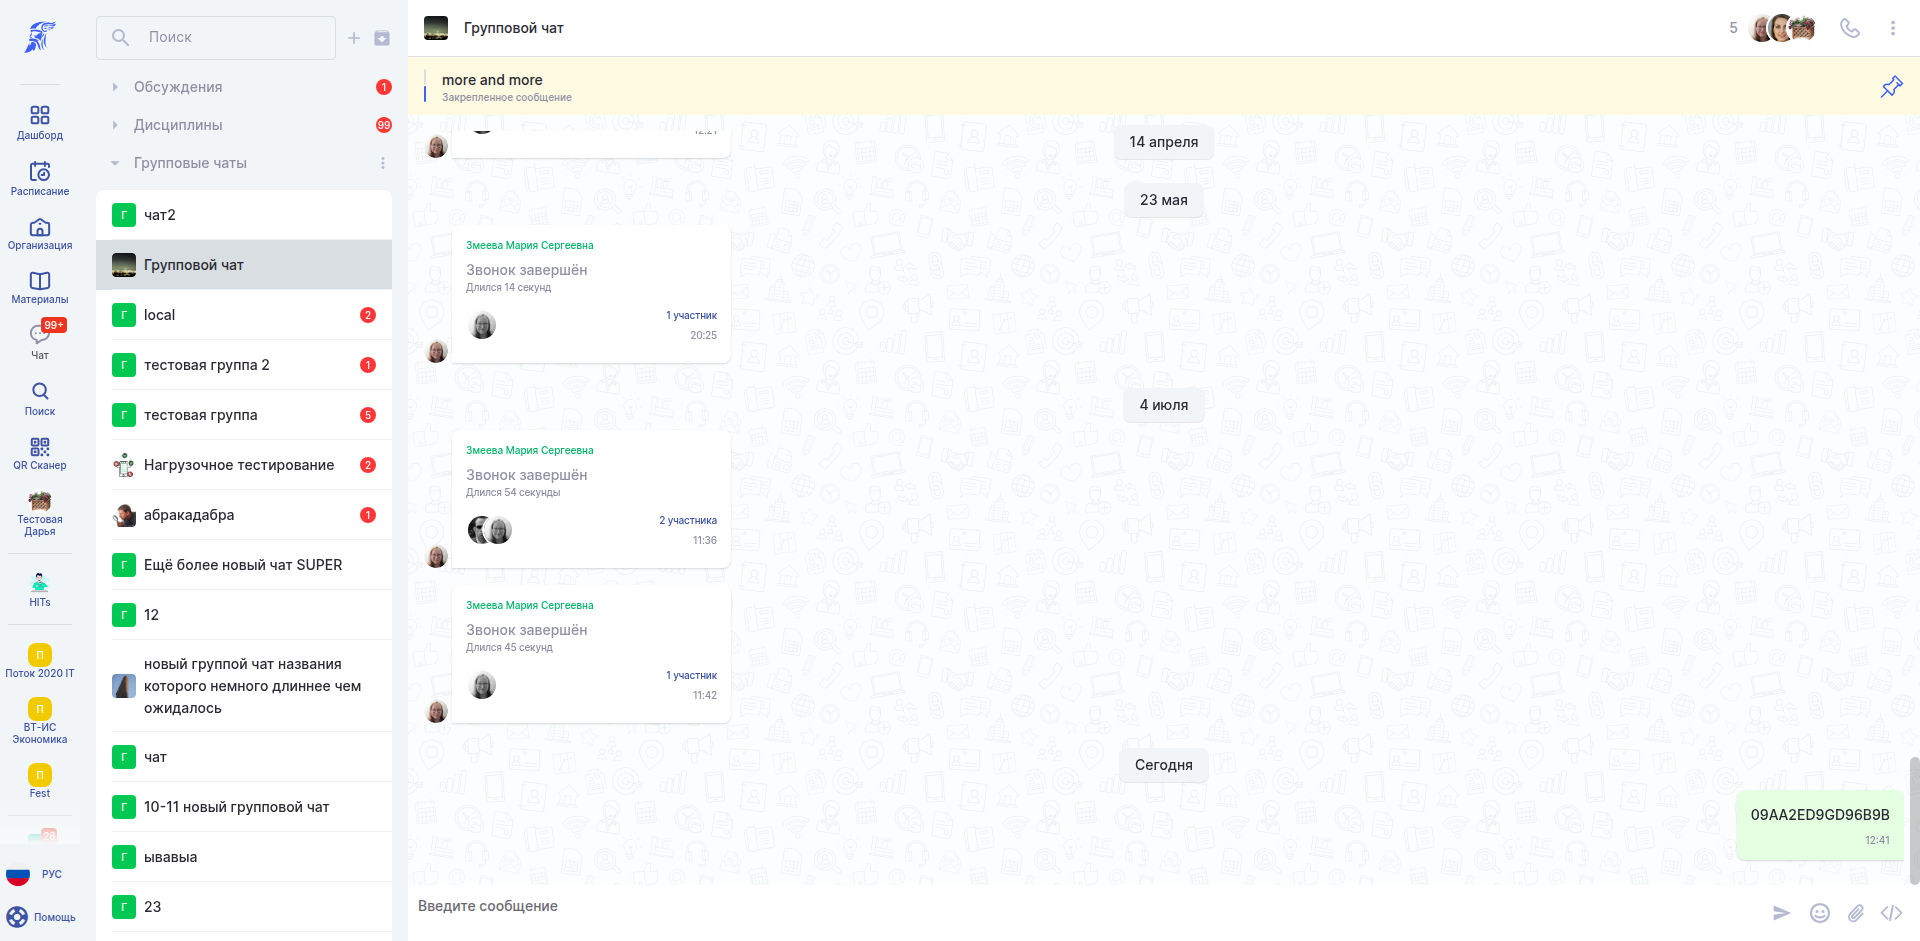 Поиск
Обсуждения
1
Дисциплины
99
Групповые чаты
Дашборд
Расписание
Организация
Материалы
99+
Чат
Поиск
QR Сканер
Тестовая
Дарья
HITs
П
Поток 2020 IT
П
ВТ-ИС
Экономика
П
Fest
28
РУС
Помощь
Г
чат2
Групповой чат
Г
local
2
Г
тестовая группа 2
1
Г
тестовая группа
5
Нагрузочное тестирование
2
абракадабра
1
Г
Ещё более новый чат SUPER
Г
12
новый группой чат названия
которого немного длиннее чем
ожидалось
Г
чат
Г
10-11 новый групповой чат
Г
ывавыа
Г
23
Групповой чат
5
more and more
Закрепленное сообщение
12:21
14 апреля
23 мая
Змеева Мария Сергеевна
Звонок завершён
Длился 14 секунд
1 участник
20:25
4 июля
Змеева Мария Сергеевна
Звонок завершён
Длился 54 секунды
2 участника
11:36
Змеева Мария Сергеевна
Звонок завершён
Длился 45 секунд
1 участник
11:42
Сегодня
09AA2ED9GD96B9B
12:41
Введите сообщение